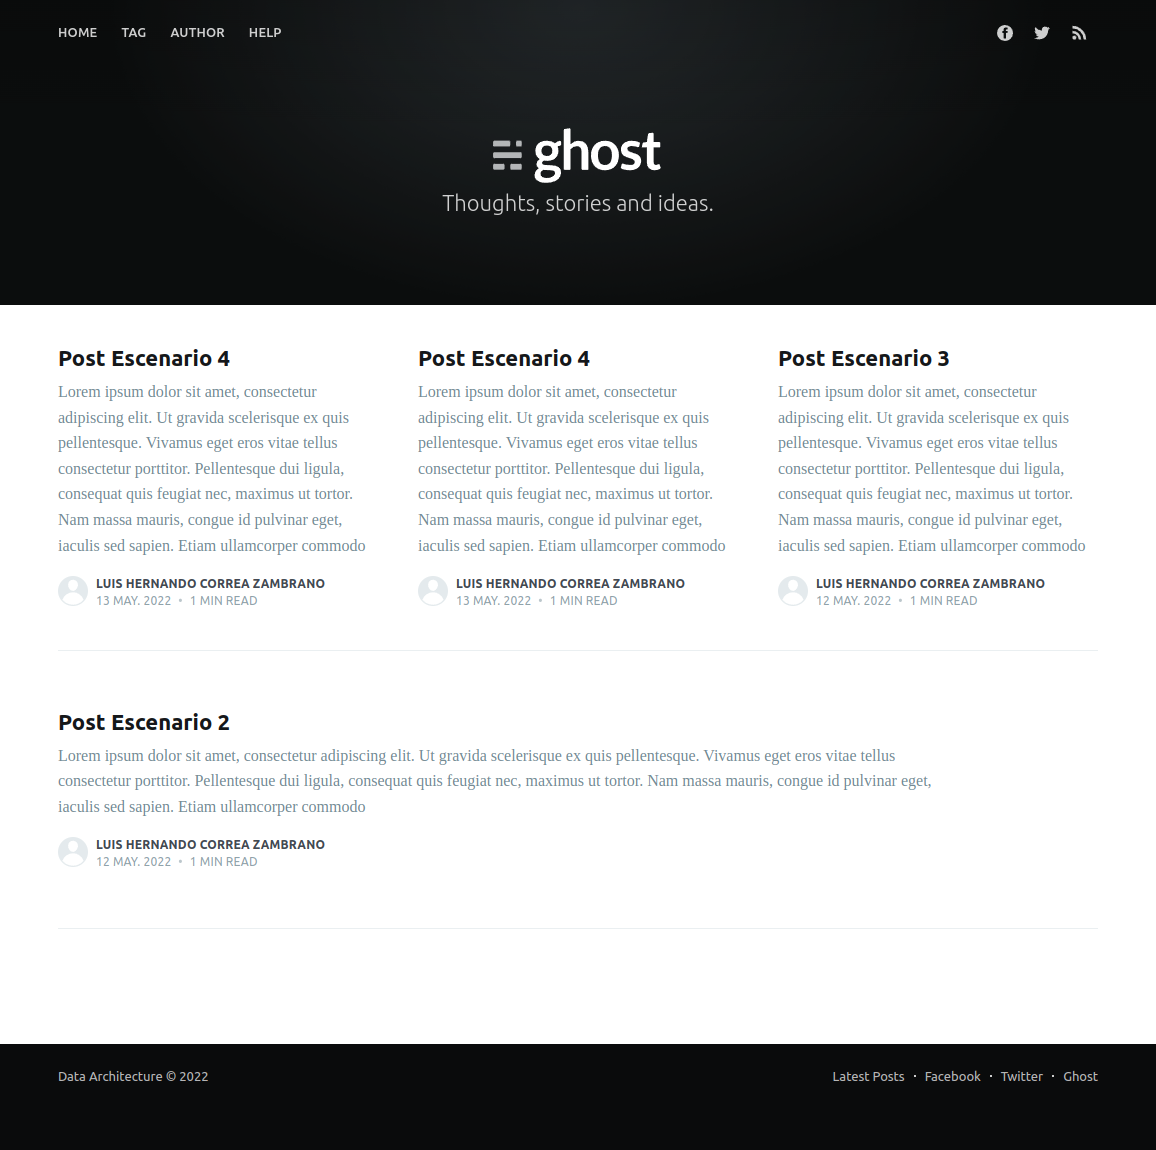 HOME TAG AUTHOR HELP
ghost
Thoughts, stories and ideas.
Post Escenario 4
Lorem ipsum dolor sit amet, consectetur
adipiscing elit. Ut gravida scelerisque ex quis
pellentesque. Vivamus eget eros vitae tellus
consectetur porttitor. Pellentesque dui ligula,
consequat quis feugiat nec, maximus ut tortor.
Nam massa mauris, congue id pulvinar eget,
iaculis sed sapien. Etiam ullamcorper commodo
LUIS HERNANDO CORREA ZAMBRANO
13 MAY. 2022 • 1 MIN READ
Post Escenario 4
Lorem ipsum dolor sit amet, consectetur
adipiscing elit. Ut gravida scelerisque ex quis
pellentesque. Vivamus eget eros vitae tellus
consectetur porttitor. Pellentesque dui ligula,
consequat quis feugiat nec, maximus ut tortor.
Nam massa mauris, congue id pulvinar eget,
iaculis sed sapien. Etiam ullamcorper commodo
LUIS HERNANDO CORREA ZAMBRANO
13 MAY. 2022 • 1 MIN READ
Post Escenario 3
Lorem ipsum dolor sit amet, consectetur
adipiscing elit. Ut gravida scelerisque ex quis
pellentesque. Vivamus eget eros vitae tellus
consectetur porttitor. Pellentesque dui ligula,
consequat quis feugiat nec, maximus ut tortor.
Nam massa mauris, congue id pulvinar eget,
iaculis sed sapien. Etiam ullamcorper commodo
LUIS HERNANDO CORREA ZAMBRANO
12 MAY. 2022 • 1 MIN READ
Post Escenario 2
Lorem ipsum dolor sit amet, consectetur adipiscing elit. Ut gravida scelerisque ex quis pellentesque. Vivamus eget eros vitae tellus
consectetur porttitor. Pellentesque dui ligula, consequat quis feugiat nec, maximus ut tortor. Nam massa mauris, congue id pulvinar eget,
iaculis sed sapien. Etiam ullamcorper commodo
LUIS HERNANDO CORREA ZAMBRANO
12 MAY. 2022 • 1 MIN READ
Data Architecture © 2022
Latest Posts · Facebook · Twitter · Ghost